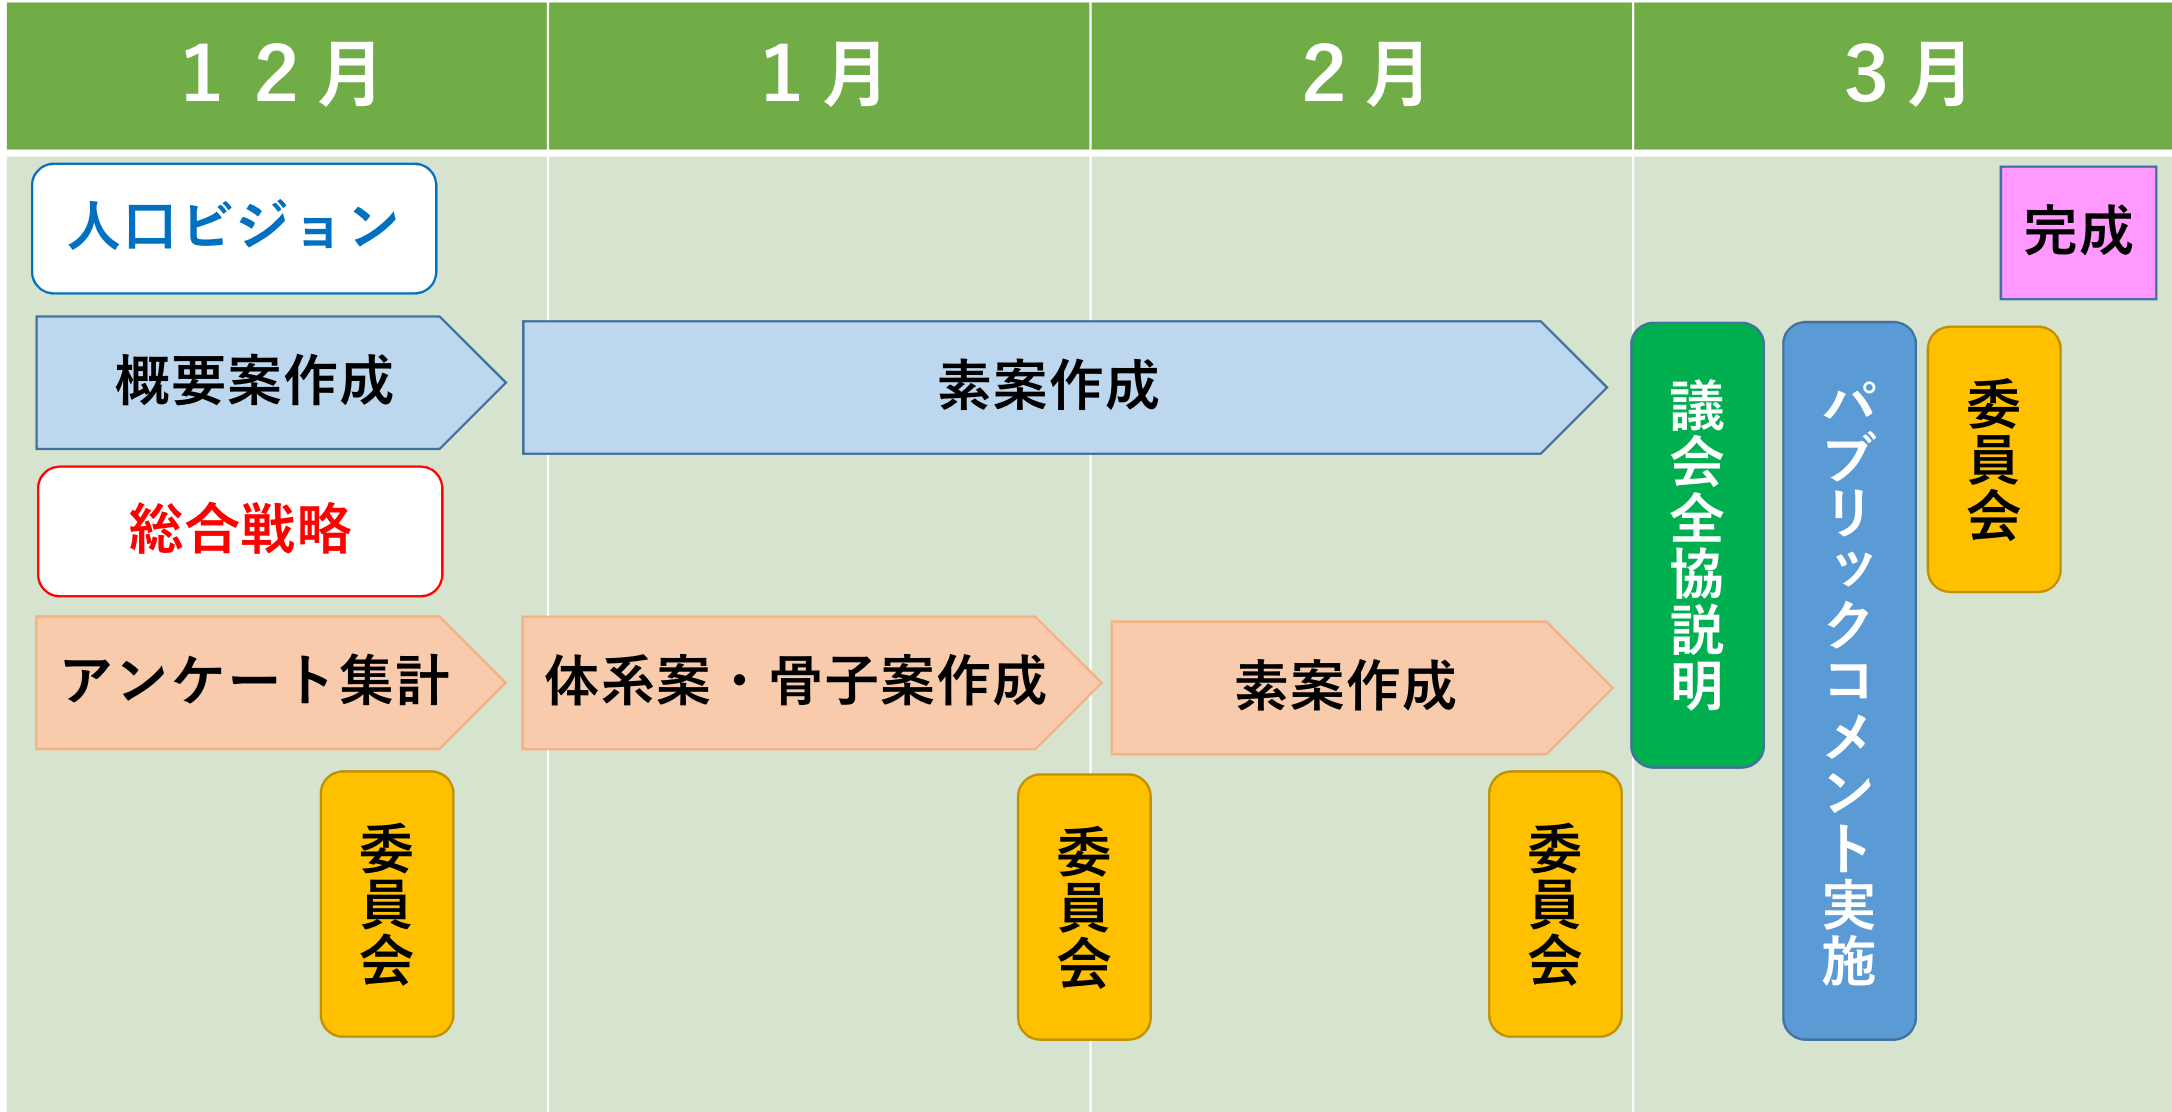 １２月
１月
２月
３月
人口ビジョン
完成
概要案作成
素案作成
議会全協説明
パブリックコメント実施
委員会
総合戦略
アンケート集計
体系案・骨子案作成
素案作成
委員会
委員会
委員会